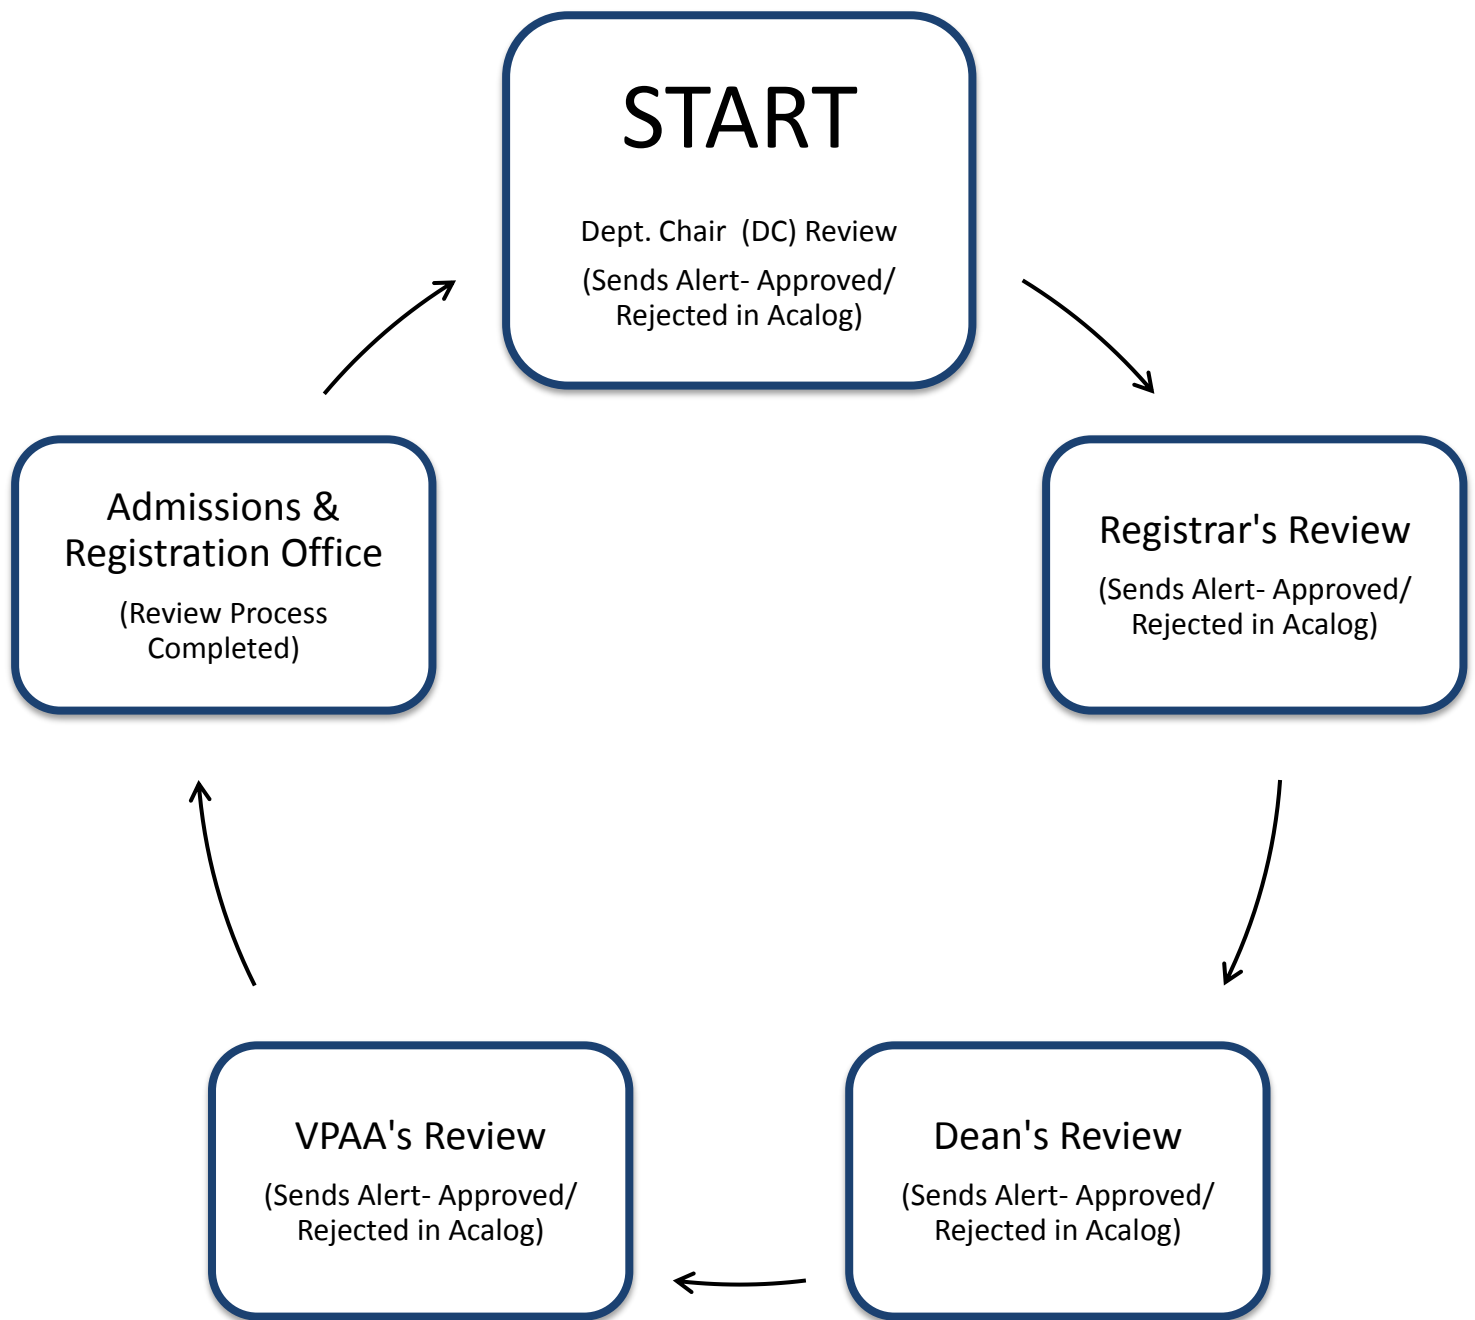 START
Dept. Chair (DC) Review
(Sends Alert- Approved/
Rejected in Acalog)
Registrar's Review
(Sends Alert- Approved/
Rejected in Acalog)
Dean's Review
(Sends Alert- Approved/
Rejected in Acalog)
VPAA's Review
(Sends Alert- Approved/
Rejected in Acalog)
Admissions &
Registration Office
(Review Process
Completed)